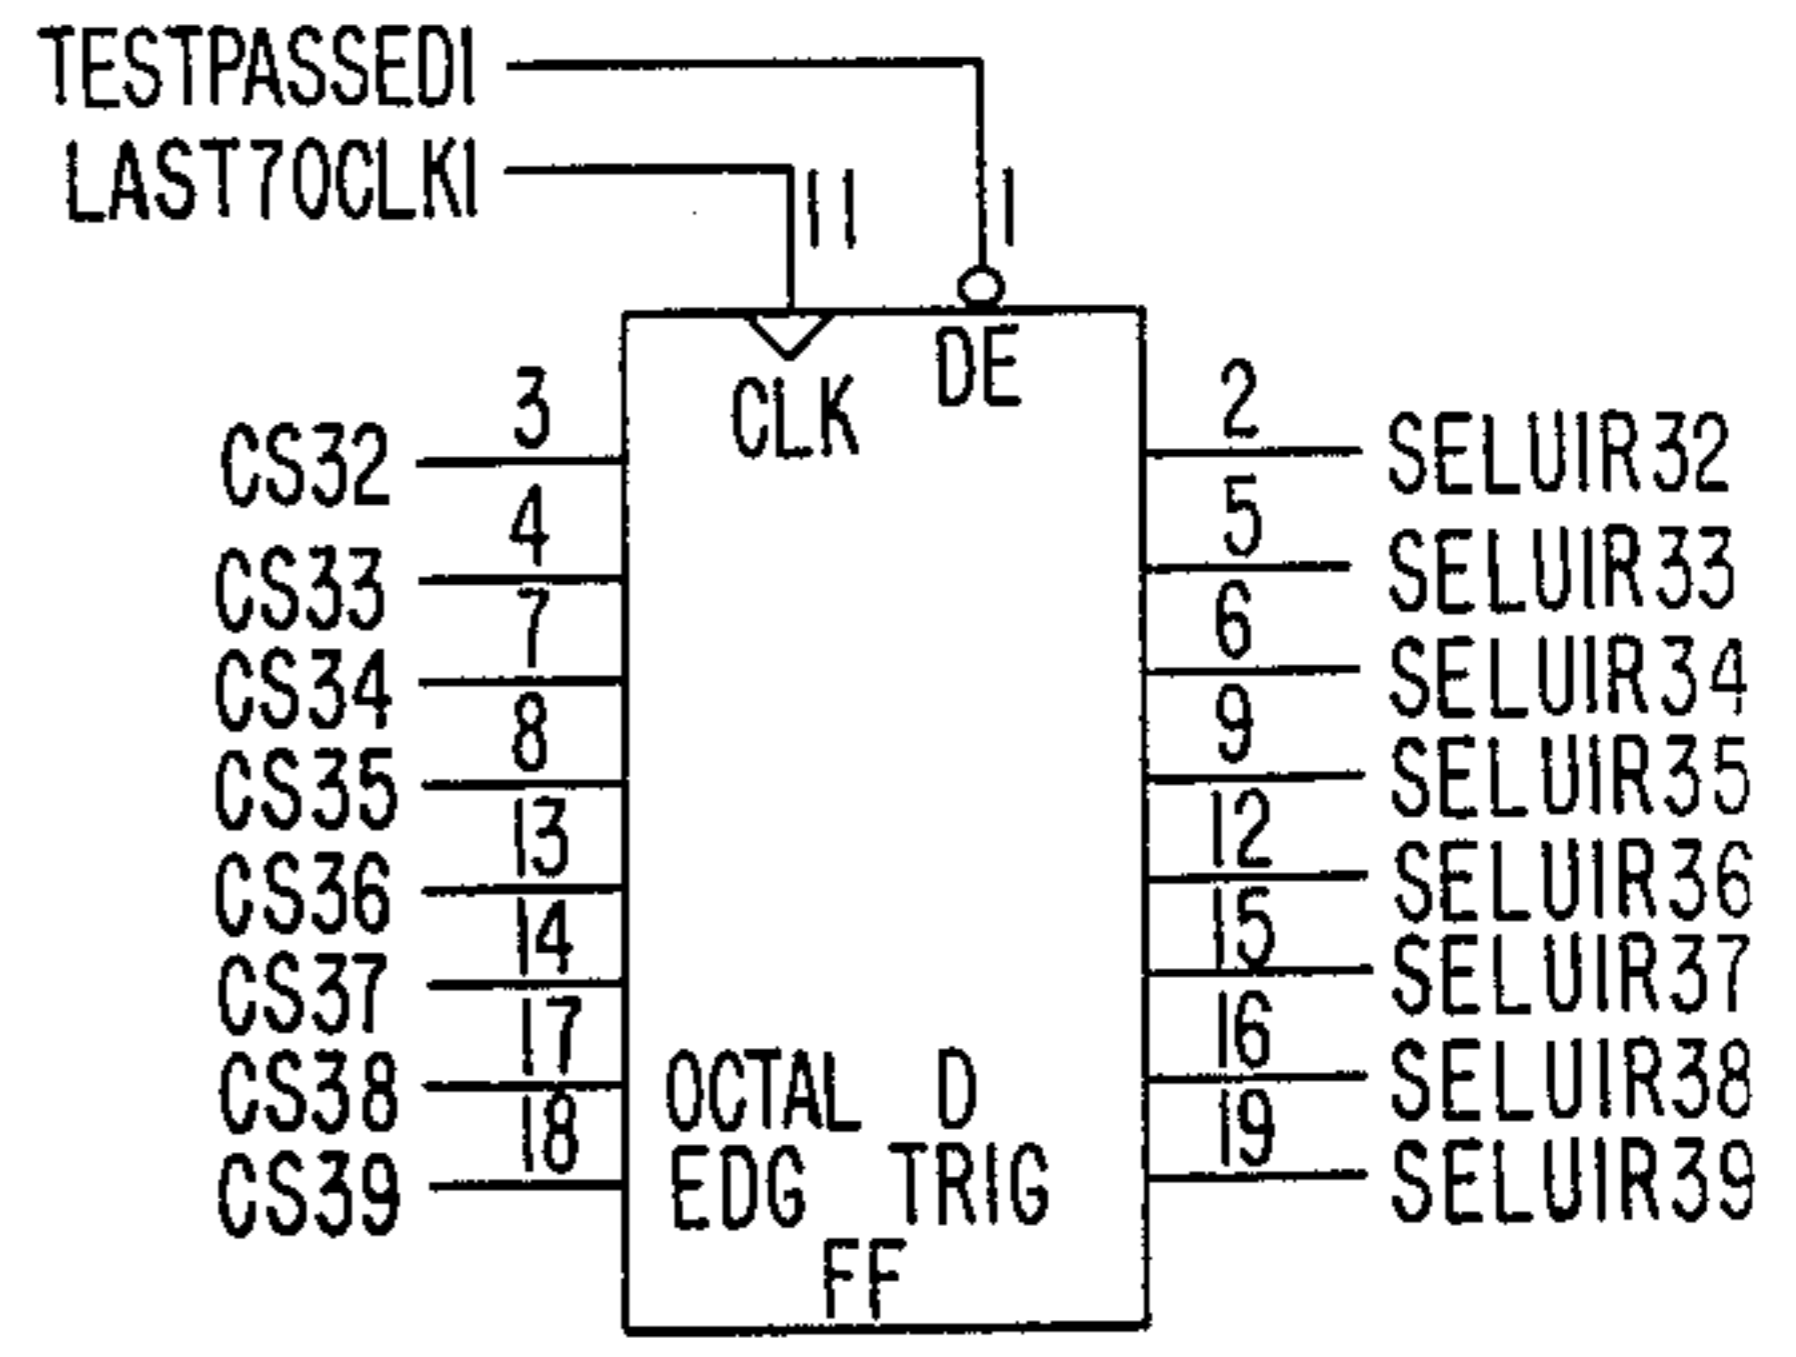 TESTPASSED1
LAST70CLK1
11 1
DE
CLK
3 2
CS32 SELUIR32
4 5
CS33 SELUIR33
7 6
CS34 SELUIR34
8 9
CS35 SELUIR35
13 12
CS36 SELUIR36
14 15
CS37 SELUIR37
17 16
CS38 OCTAL D SELUIR38
18 19
CS39 EDG TRIG SELUIR39
FF